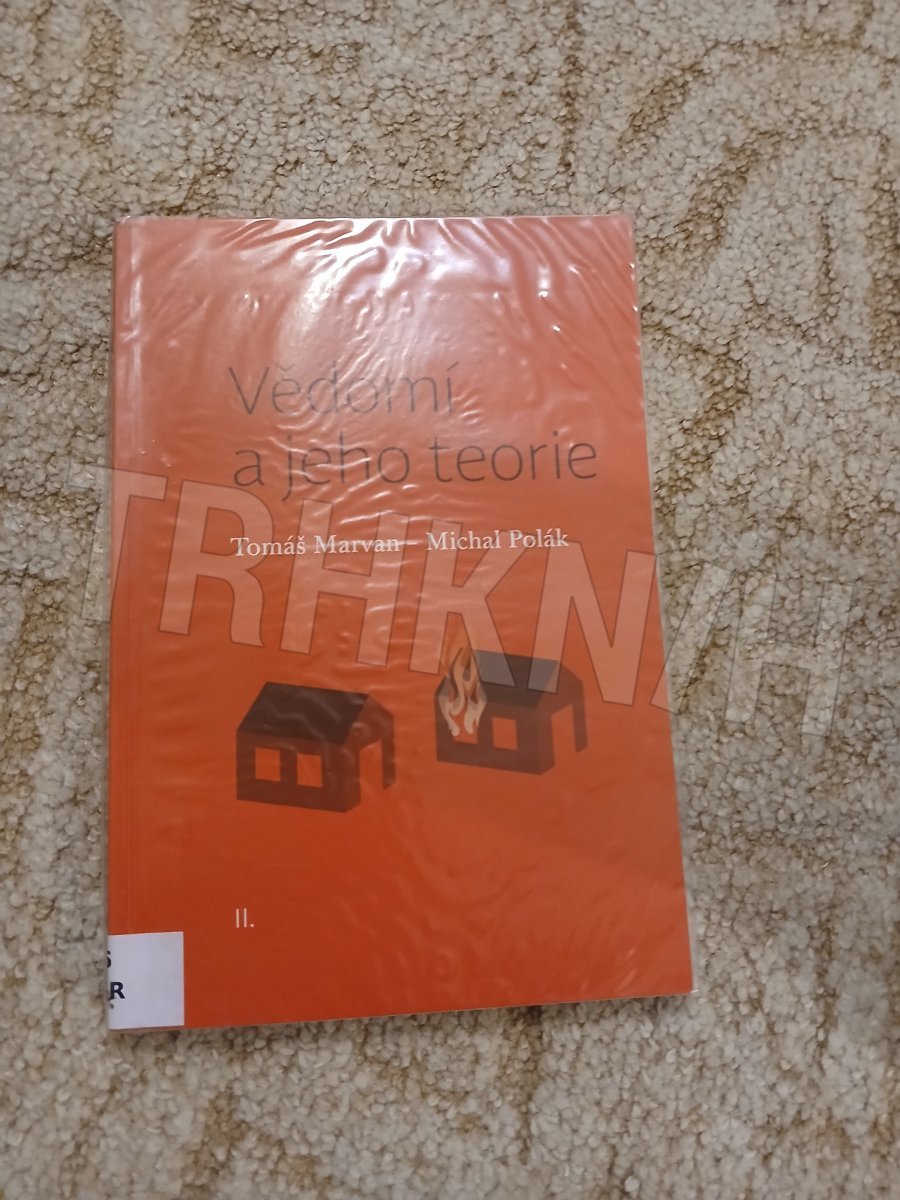 Vědomí
a jeho teorie
Tomáš Marvan – Michal Polák
TRHKNIH
II.
S
R